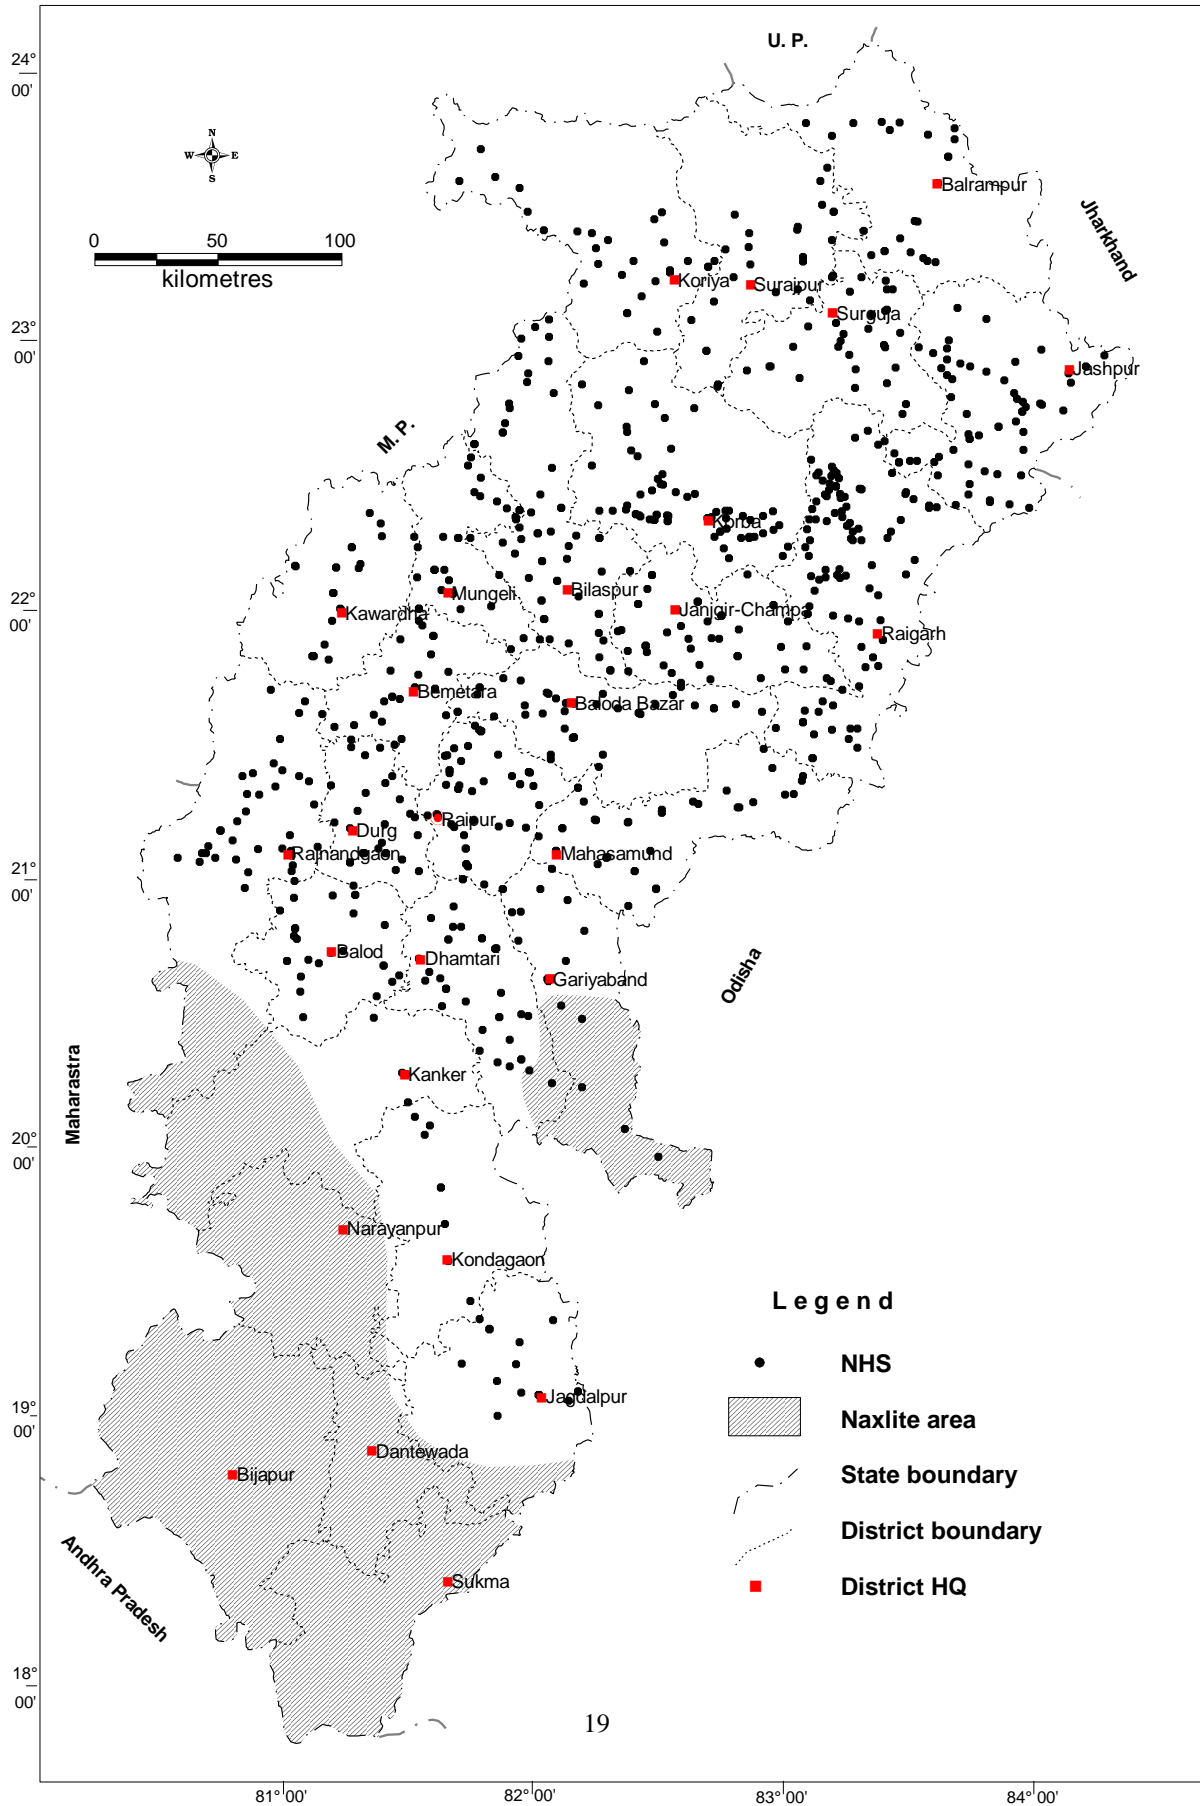 U. P.
24°
00'
N
W E
S
Balrampur
Jharkhand
0 50 100
kilometres
Koriya
Surajpur
Surguja
23°
00'
Jashpur
M. P.
Korba
Bilaspur
Mungeli
22°
00'
Kawardha
Janjgir-Champa
Raigarh
Bemetara
Baloda Bazar
Raipur
Durg
Rajnandgaon
Mahasamund
21°
00'
Balod
Dhamtari
Gariyaband
Odisha
Maharastra
Kanker
20°
00'
Narayanpur
Kondagaon
Legend
NHS
Jagdalpur
19°
00'
Naxlite area
Dantewada
Bijapur
State boundary
District boundary
Andhra Pradesh
Sukma
District HQ
18°
00'
19
81°00' 82°00' 83°00' 84°00'